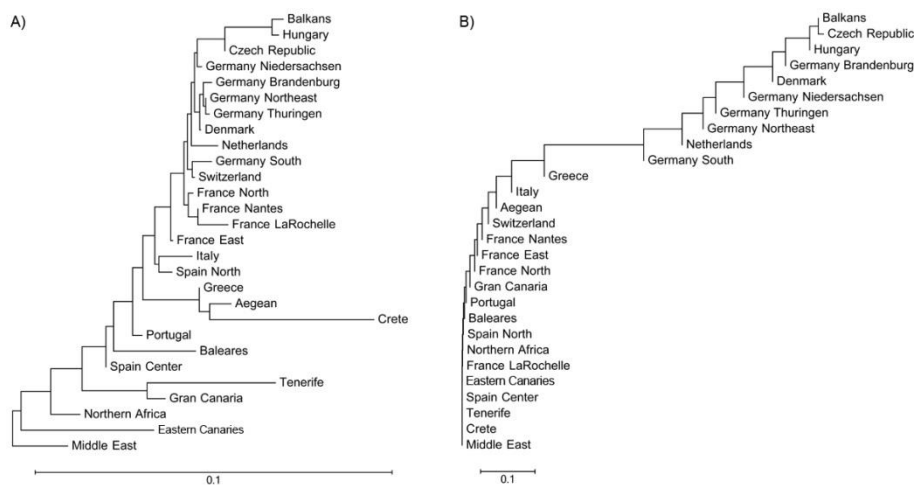 A)
Balkans
Hungary
Czech Republic
Germany Niedersachsen
Germany Brandenburg
Germany Northeast
Germany Thuringen
Denmark
Netherlands
Germany South
Switzerland
France North
France Nantes
France LaRochelle
France East
Italy
Spain North
Greece
Aegean
Crete
Portugal
Baleares
Spain Center
Tenerife
Gran Canaria
Northern Africa
Eastern Canaries
Middle East
0.1
B)
Balkans
Czech Republic
Hungary
Germany Brandenburg
Denmark
Germany Niedersachsen
Germany Thuringen
Germany Northeast
Netherlands
Germany South
Greece
Italy
Aegean
Switzerland
France Nantes
France East
France North
Gran Canaria
Portugal
Baleares
Spain North
Northern Africa
France LaRochelle
Eastern Canaries
Spain Center
Tenerife
Crete
Middle East
0.1